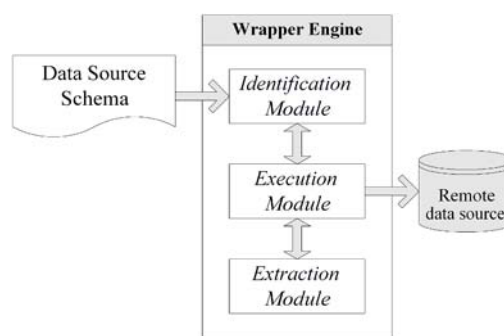 Wrapper Engine
Data Source
Schema
Identification
Module
Execution
Module
Remote
data source
Extraction
Module